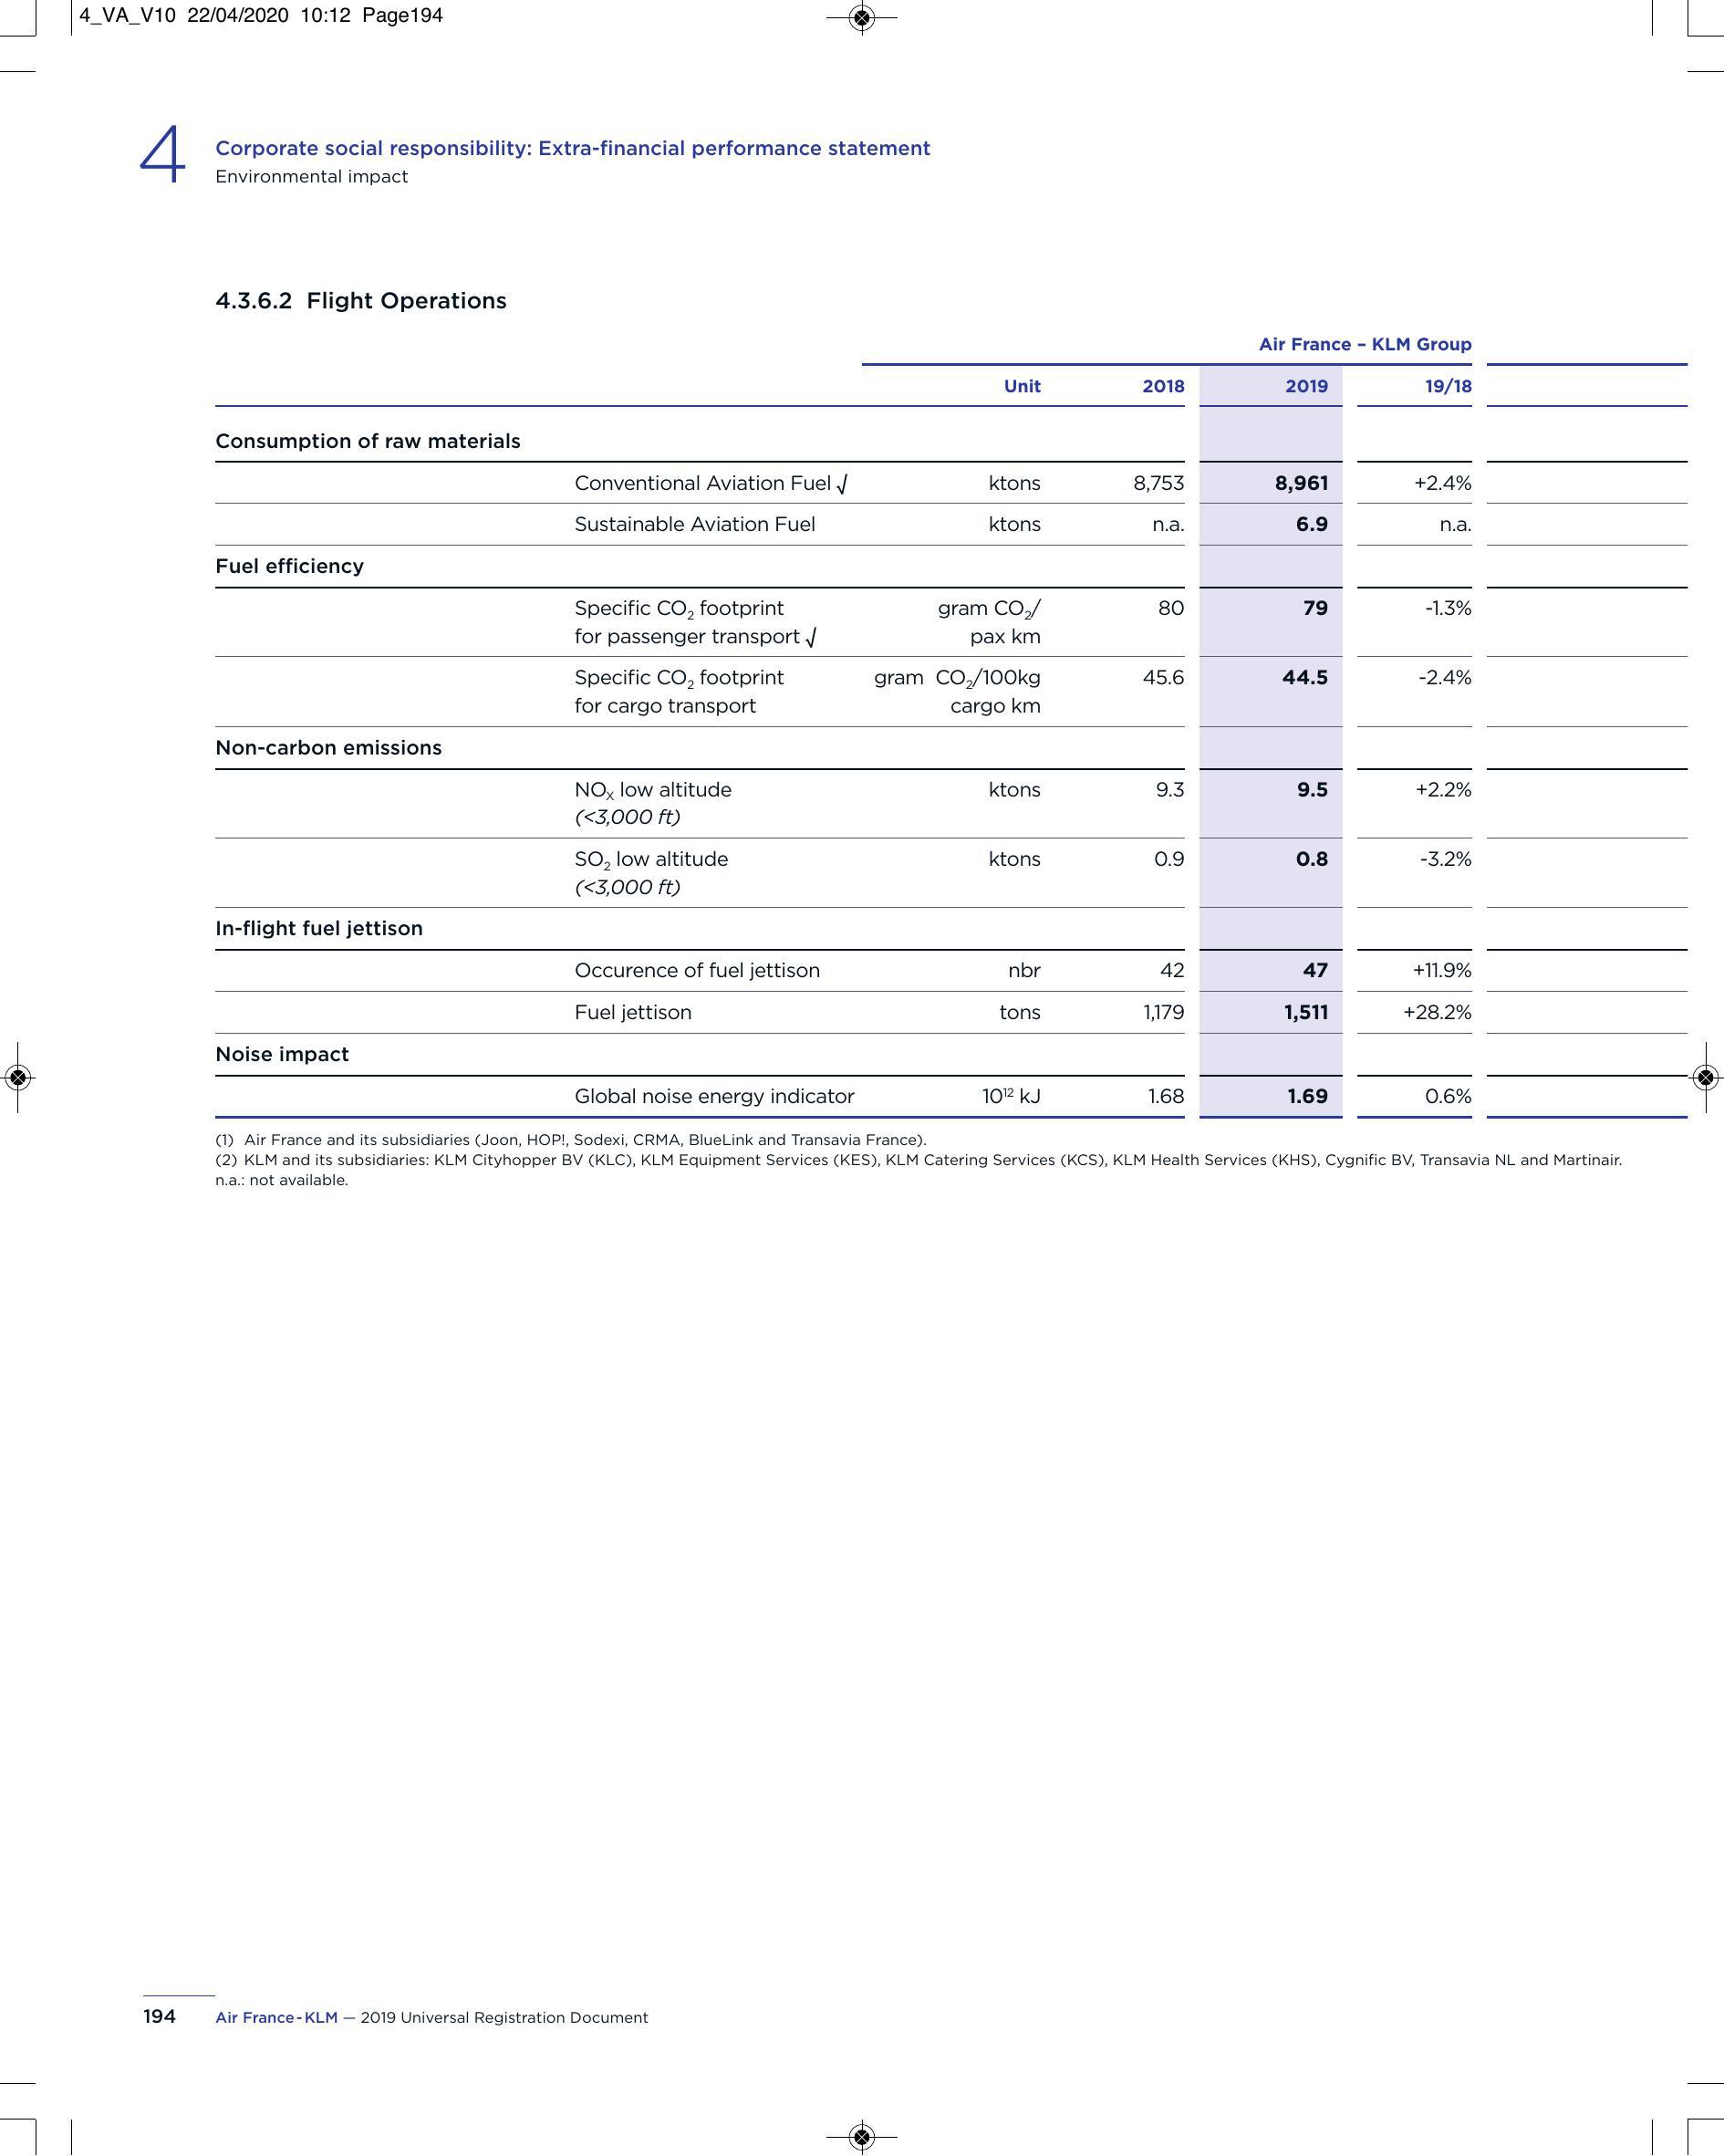 4_VA_V10 22/04/2020 10:12 Page194
4
Corporate social responsibility: Extra-financial performance statement
Environmental impact
4.3.6.2 Flight Operations
Air France – KLM Group
Unit 2018 2019 19/18
Consumption of raw materials
Conventional Aviation Fuel √ ktons 8,753 8,961 +2.4%
Sustainable Aviation Fuel ktons n.a. 6.9 n.a.
Fuel efficiency
Specific CO₂ footprint gram CO₂/ 80 79 -1.3%
for passenger transport √ pax km
Specific CO₂ footprint gram CO₂/100kg 45.6 44.5 -2.4%
for cargo transport cargo km
Non-carbon emissions
NOₓ low altitude ktons 9.3 9.5 +2.2%
(<3,000 ft)
SO₂ low altitude ktons 0.9 0.8 -3.2%
(<3,000 ft)
In-flight fuel jettison
Occurence of fuel jettison nbr 42 47 +11.9%
Fuel jettison tons 1,179 1,511 +28.2%
Noise impact
Global noise energy indicator 10¹² kJ 1.68 1.69 0.6%
(1) Air France and its subsidiaries (Joon, HOP!, Sodexi, CRMA, BlueLink and Transavia France).
(2) KLM and its subsidiaries: KLM Cityhopper BV (KLC), KLM Equipment Services (KES), KLM Catering Services (KCS), KLM Health Services (KHS), Cygnific BV, Transavia NL and Martinair.
n.a.: not available.
194 Air France-KLM — 2019 Universal Registration Document